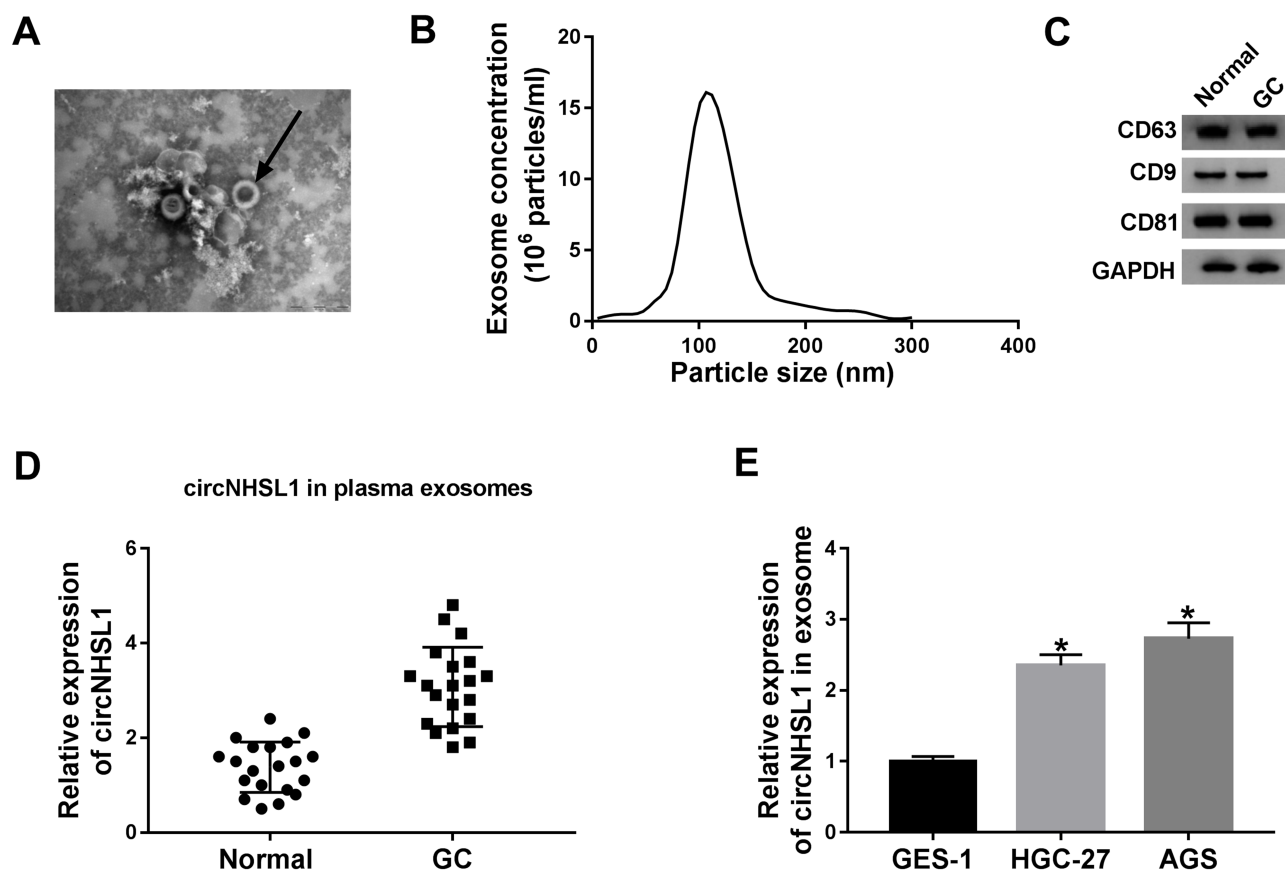 A
B
Exosome concentration
(10⁶ particles/ml)
20
15
10
5
0
0
100
200
300
400
Particle size (nm)
C
Normal
GC
CD63
CD9
CD81
GAPDH
D
circNHSL1 in plasma exosomes
Relative expression
of circNHSL1
6
4
2
0
Normal
GC
E
Relative expression
of circNHSL1 in exosome
4
3
2
1
0
*
*
GES-1
HGC-27
AGS